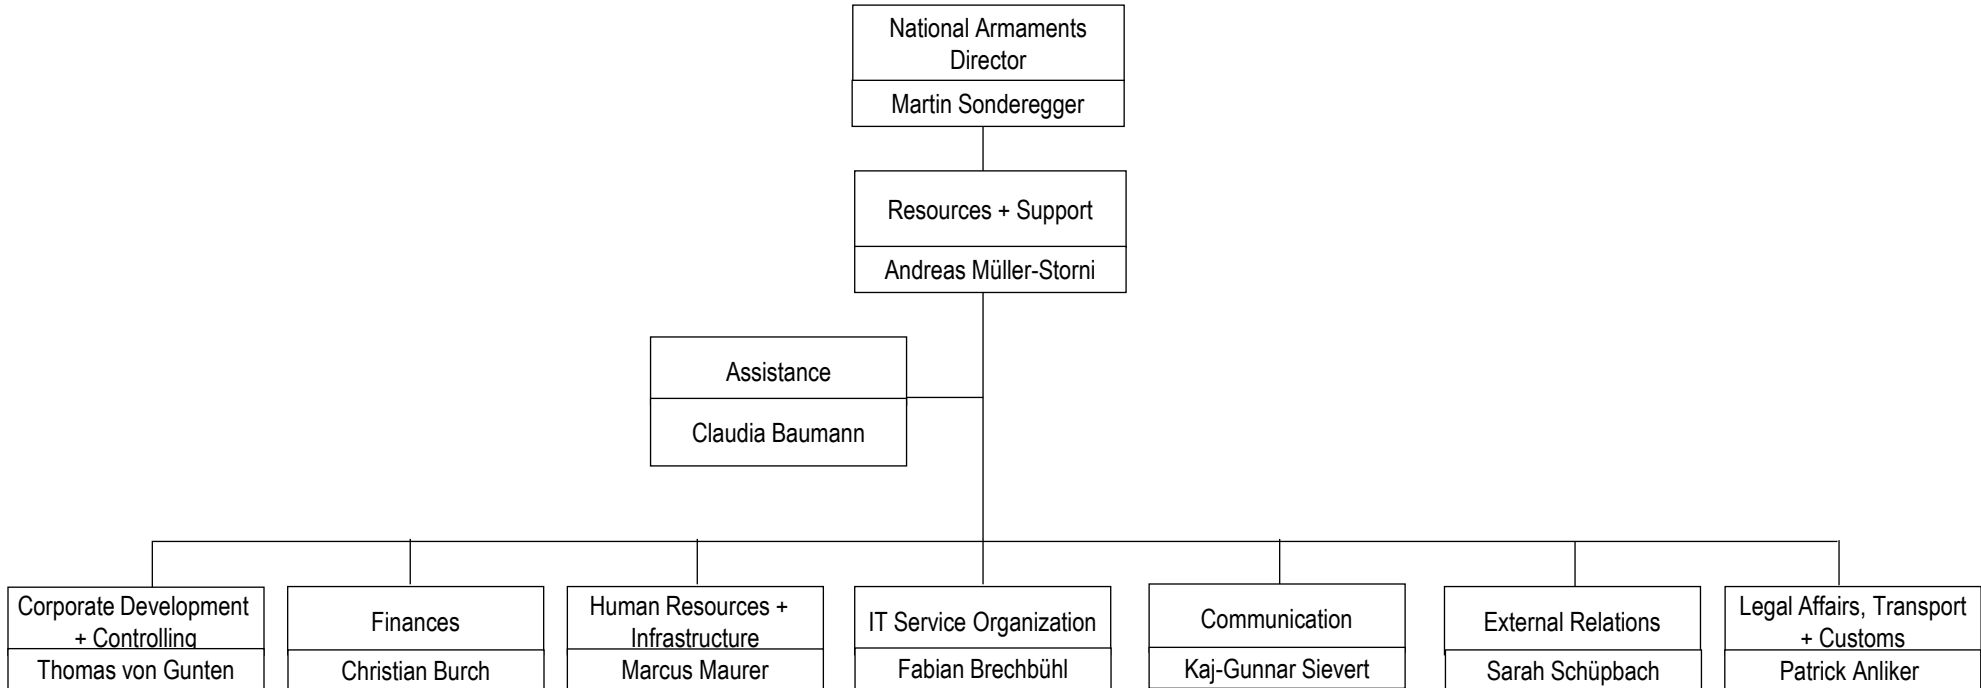 National Armaments
Director
Martin Sonderegger
Resources + Support
Andreas Müller-Storni
Assistance
Claudia Baumann
Corporate Development
+ Controlling
Thomas von Gunten
Finances
Christian Burch
Human Resources +
Infrastructure
Marcus Maurer
IT Service Organization
Fabian Brechbühl
Communication
Kaj-Gunnar Sievert
External Relations
Sarah Schüpbach
Legal Affairs, Transport
+ Customs
Patrick Anliker